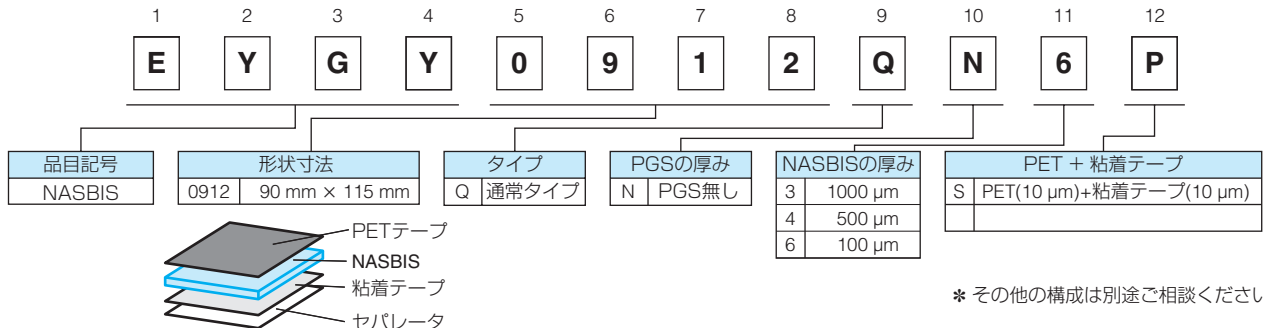 1 2 3 4 5 6 7 8 9 10 11 12
E Y G Y 0 9 1 2 Q N 6 P
品目記号
NASBIS
形状寸法
0912 90 mm × 115 mm
タイプ
Q 通常タイプ
PGSの厚み
N PGS無し
NASBISの厚み
3 1000 µm
4 500 µm
6 100 µm
PET + 粘着テープ
S PET(10 µm)+粘着テープ(10 µm)
PETテープ
NASBIS
粘着テープ
セパレータ
✽ その他の構成は別途ご相談くださ